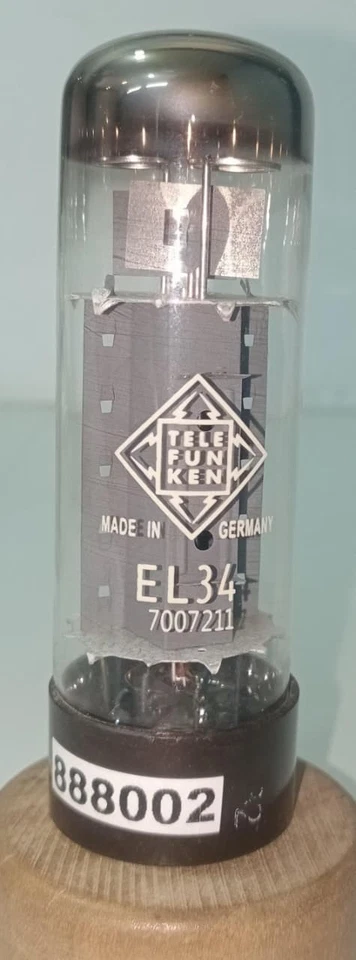 TELE
FUN
KEN
MADE IN GERMANY
EL34
7007211
888002